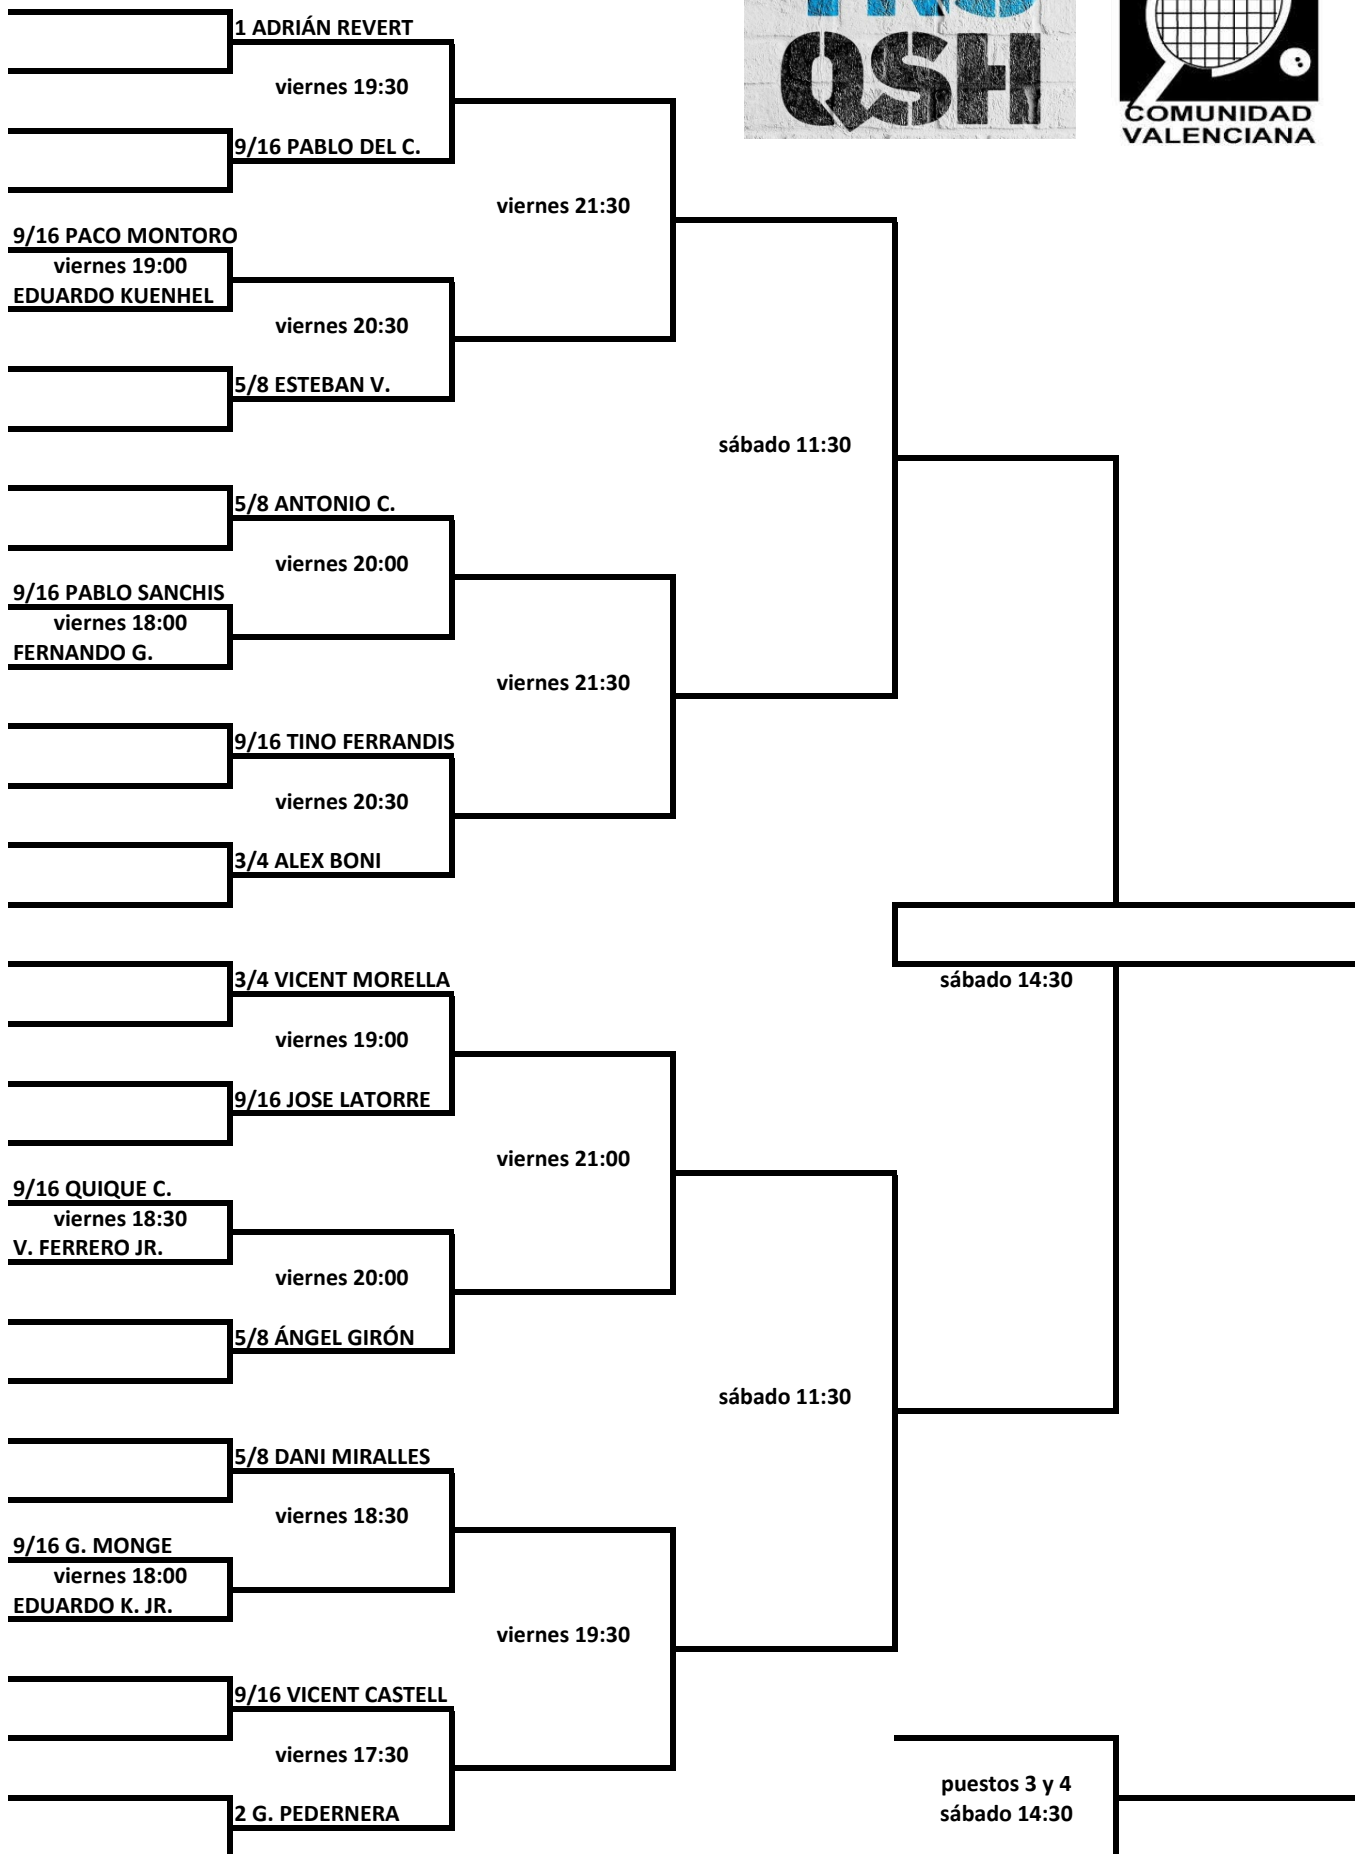 QSH
COMUNIDAD
VALENCIANA
1 ADRIÁN REVERT
viernes 19:30
9/16 PABLO DEL C.
viernes 21:30
9/16 PACO MONTORO
viernes 19:00
EDUARDO KUENHEL
viernes 20:30
5/8 ESTEBAN V.
sábado 11:30
5/8 ANTONIO C.
viernes 20:00
9/16 PABLO SANCHIS
viernes 18:00
FERNANDO G.
viernes 21:30
9/16 TINO FERRANDIS
viernes 20:30
3/4 ALEX BONI
3/4 VICENT MORELLA
sábado 14:30
viernes 19:00
9/16 JOSE LATORRE
viernes 21:00
9/16 QUIQUE C.
viernes 18:30
V. FERRERO JR.
viernes 20:00
5/8 ÁNGEL GIRÓN
sábado 11:30
5/8 DANI MIRALLES
viernes 18:30
9/16 G. MONGE
viernes 18:00
EDUARDO K. JR.
viernes 19:30
9/16 VICENT CASTELL
viernes 17:30
puestos 3 y 4
sábado 14:30
2 G. PEDERNERA